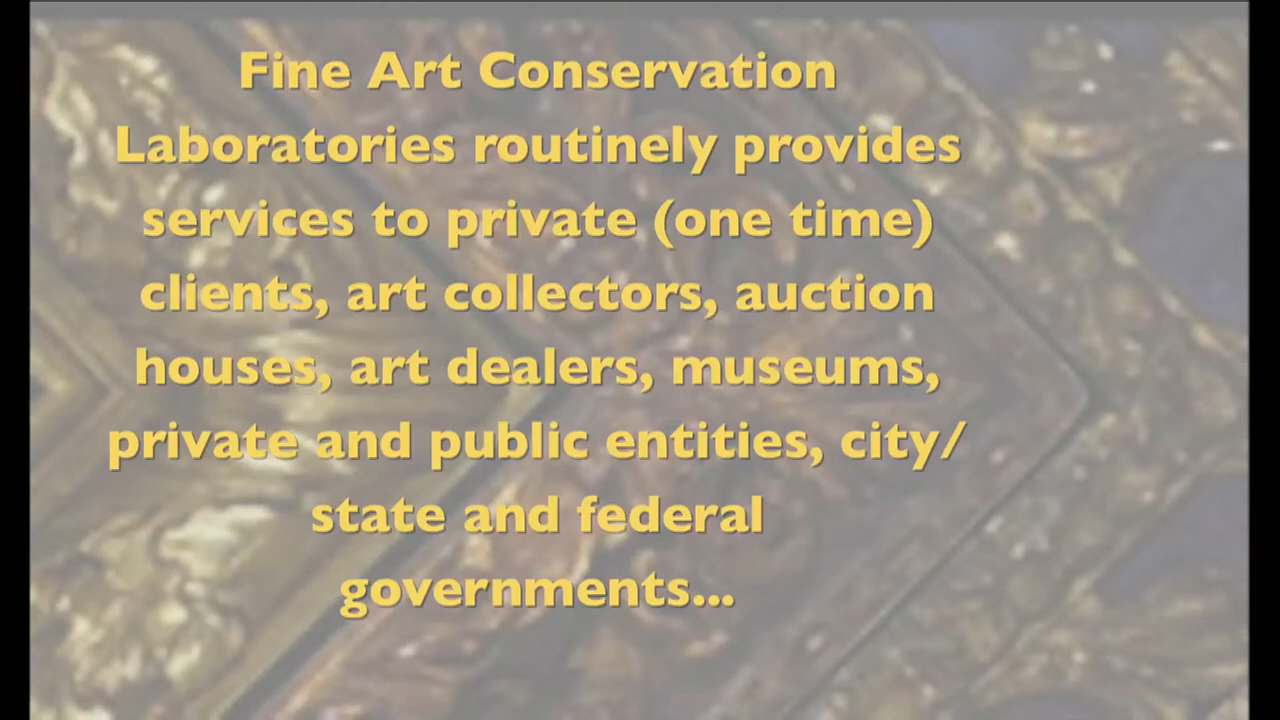 Fine Art Conservation
Laboratories routinely provides
services to private (one time)
clients, art collectors, auction
houses, art dealers, museums,
private and public entities, city/
state and federal
governments...